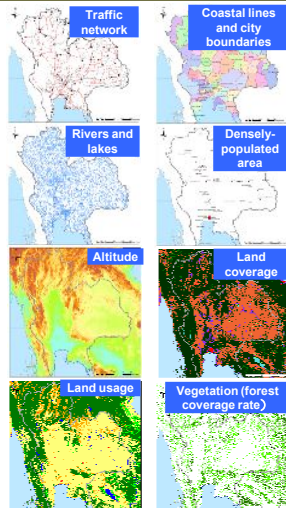 Traffic
network
Coastal lines
and city
boundaries
Rivers and
lakes
Densely-
populated
area
Altitude
Land
coverage
Land usage
Vegetation (forest
coverage rate)